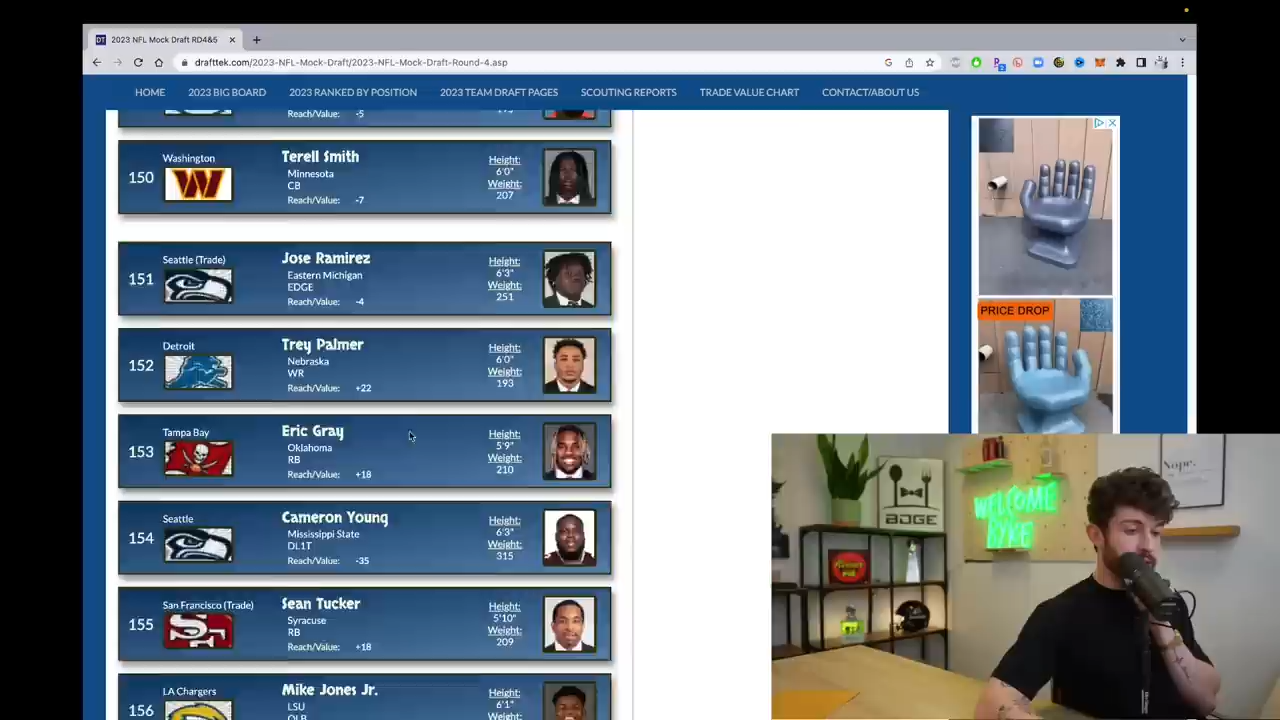 2023 NFL Mock Draft RD4&5
drafttek.com/2023-NFL-Mock-Draft/2023-NFL-Mock-Draft-Round-4.asp
HOME 2023 BIG BOARD 2023 RANKED BY POSITION 2023 TEAM DRAFT PAGES SCOUTING REPORTS TRADE VALUE CHART CONTACT/ABOUT US
Reach/Value: -5
150
Washington
W
Terell Smith
Minnesota
CB
Reach/Value: -7
Height:
6'0"
Weight:
207
151
Seattle (Trade)
Jose Ramirez
Eastern Michigan
EDGE
Reach/Value: -4
Height:
6'3"
Weight:
251
152
Detroit
Trey Palmer
Nebraska
WR
Reach/Value: +22
Height:
6'0"
Weight:
193
153
Tampa Bay
Eric Gray
Oklahoma
RB
Reach/Value: +18
Height:
5'9"
Weight:
210
154
Seattle
Cameron Young
Mississippi State
DL1T
Reach/Value: -35
Height:
6'3"
Weight:
315
155
San Francisco (Trade)
SF
Sean Tucker
Syracuse
RB
Reach/Value: +18
Height:
5'10"
Weight:
209
156
LA Chargers
Mike Jones Jr.
LSU
OLB
Height:
6'1"
Weight:
PRICE DROP
BDGE
WELCOME
Nope.